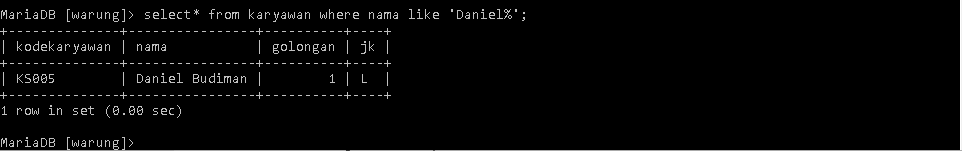 MariaDB [warung]> select* from karyawan where nama like 'Daniel%';
+--------------+----------------+----------+----+
| kodekaryawan | nama           | golongan | jk |
+--------------+----------------+----------+----+
| KS005        | Daniel Budiman |        1 | L  |
+--------------+----------------+----------+----+
1 row in set (0.00 sec)
MariaDB [warung]>